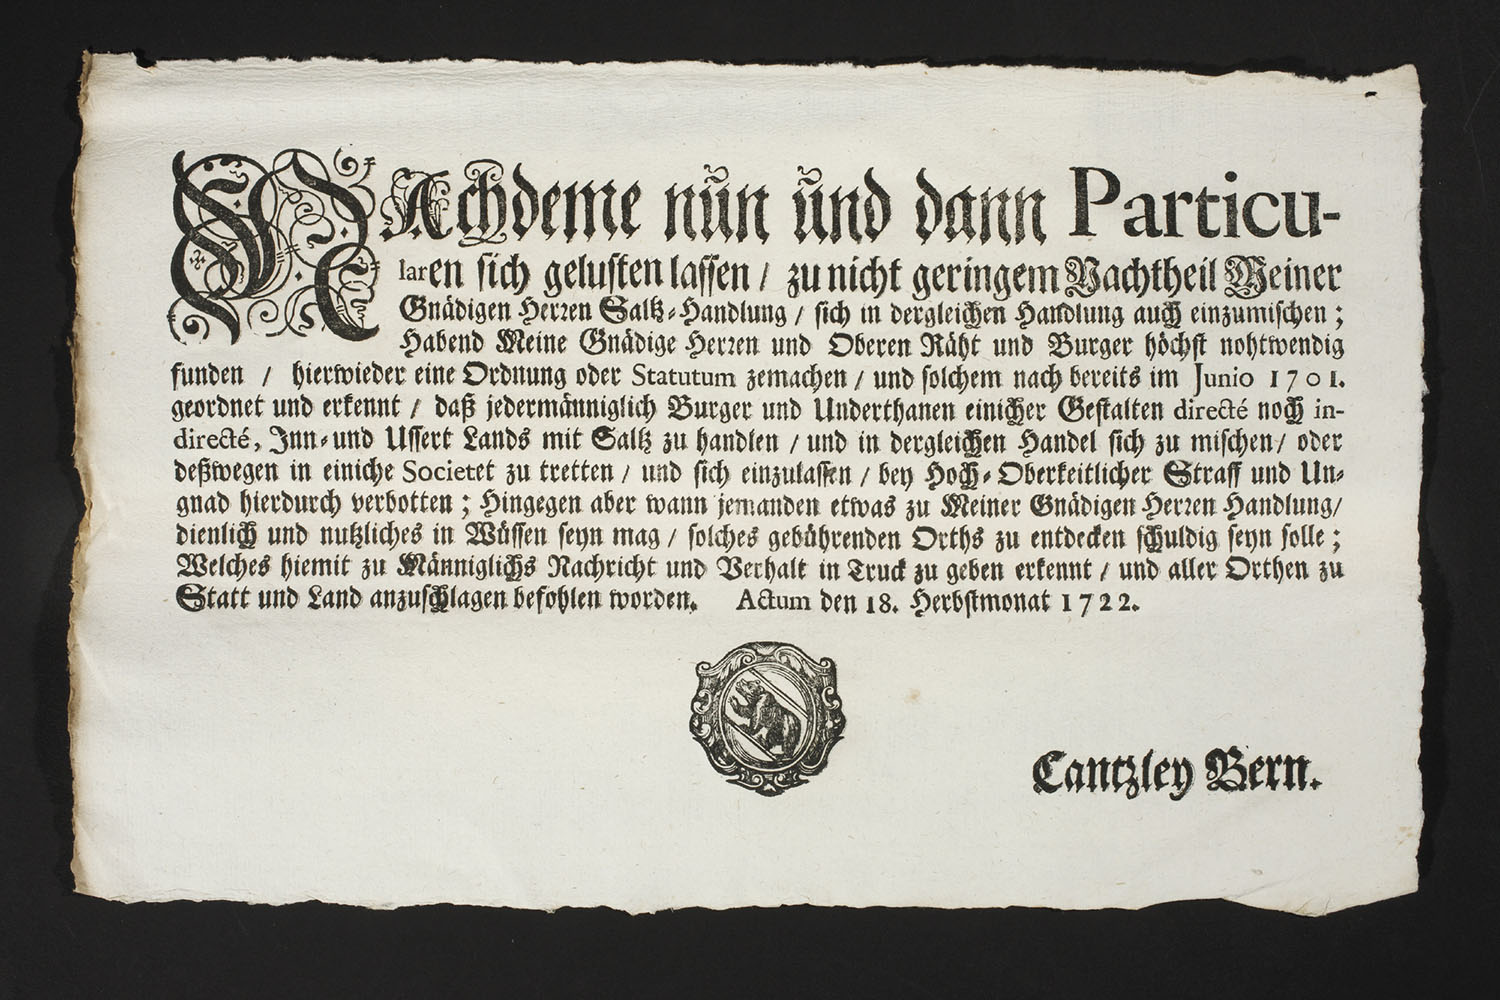 NAchdeme nun und dann Particu-
laren sich gelusten lassen / zu nicht geringem Nachtheil Meiner
Gnädigen Herren Saltz-Handlung / sich in dergleichen Handlung auch einzumischen ;
Habend Meine Gnädige Herren und Oberen Räht und Burger höchst nohtwendig
funden / hierwieder eine Ordnung oder Statutum zemachen / und solchem nach bereits im Junio 1701.
geordnet und erkennt / daß jedermänniglich Burger und Underthanen einicher Gestalten directé noch in-
directé, Inn- und Ussert Lands mit Saltz zu handlen / und in dergleichen Handel sich zu mischen / oder
deßwegen in einiche Societet zu tretten / und sich einzulassen / bey Hoch-Oberkeitlicher Straff und Un-
gnad hierdurch verbotten ; Hingegen aber wann jemanden etwas zu Meiner Gnädigen Herren Handlung /
dienlich und nutzliches in Wüssen seyn mag / solches gebührenden Orths zu entdecken schuldig seyn solle ;
Welches hiemit zu Männiglichs Nachricht und Verhalt in Truck zu geben erkennt / und aller Orthen zu
Statt und Land anzuschlagen befohlen worden. Actum den 18. Herbstmonat 1722.
Cantzley Bern.